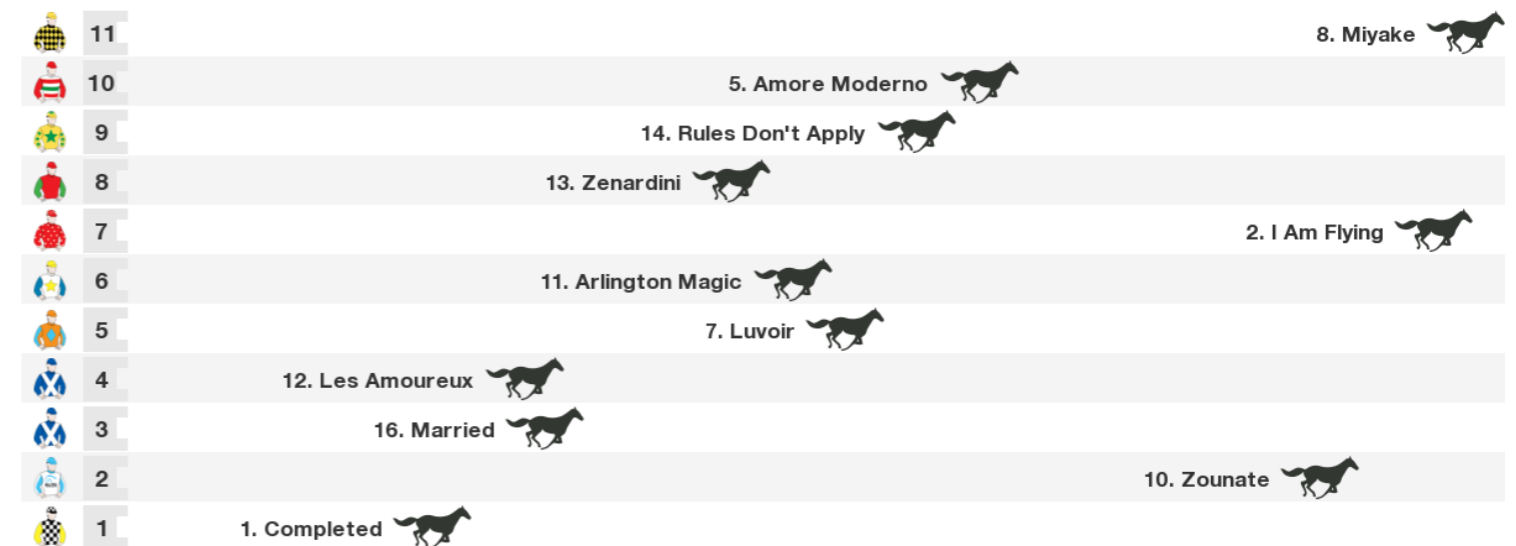 11 8. Miyake
10 5. Amore Moderno
9 14. Rules Don't Apply
8 13. Zenardini
7 2. I Am Flying
6 11. Arlington Magic
5 7. Luvoir
4 12. Les Amoureux
3 16. Married
2 10. Zounate
1 1. Completed